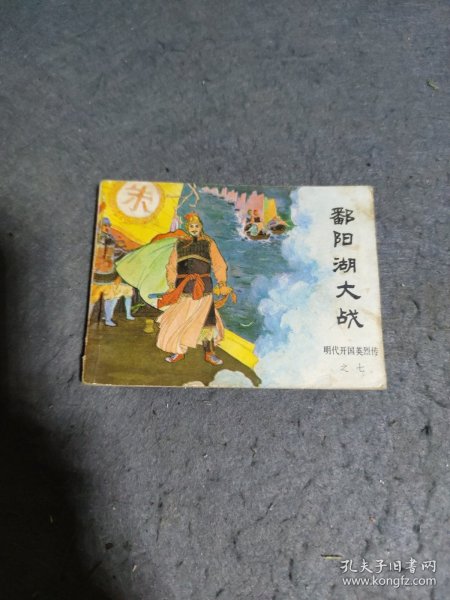 朱
鄱阳湖大战
明代开国英烈传
之七
孔夫子旧书网
www.kongfz.com